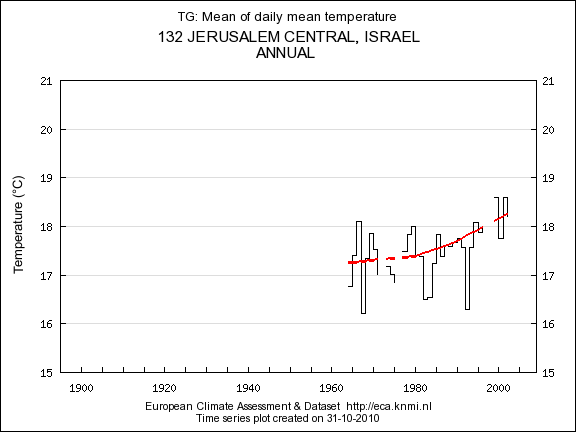 TG: Mean of daily mean temperature
132 JERUSALEM CENTRAL, ISRAEL
ANNUAL
21 21
20 20
19 19
18 18
17 17
16 16
15 15
Temperature (°C)
1900 1920 1940 1960 1980 2000
European Climate Assessment & Dataset http://eca.knmi.nl
Time series plot created on 31-10-2010